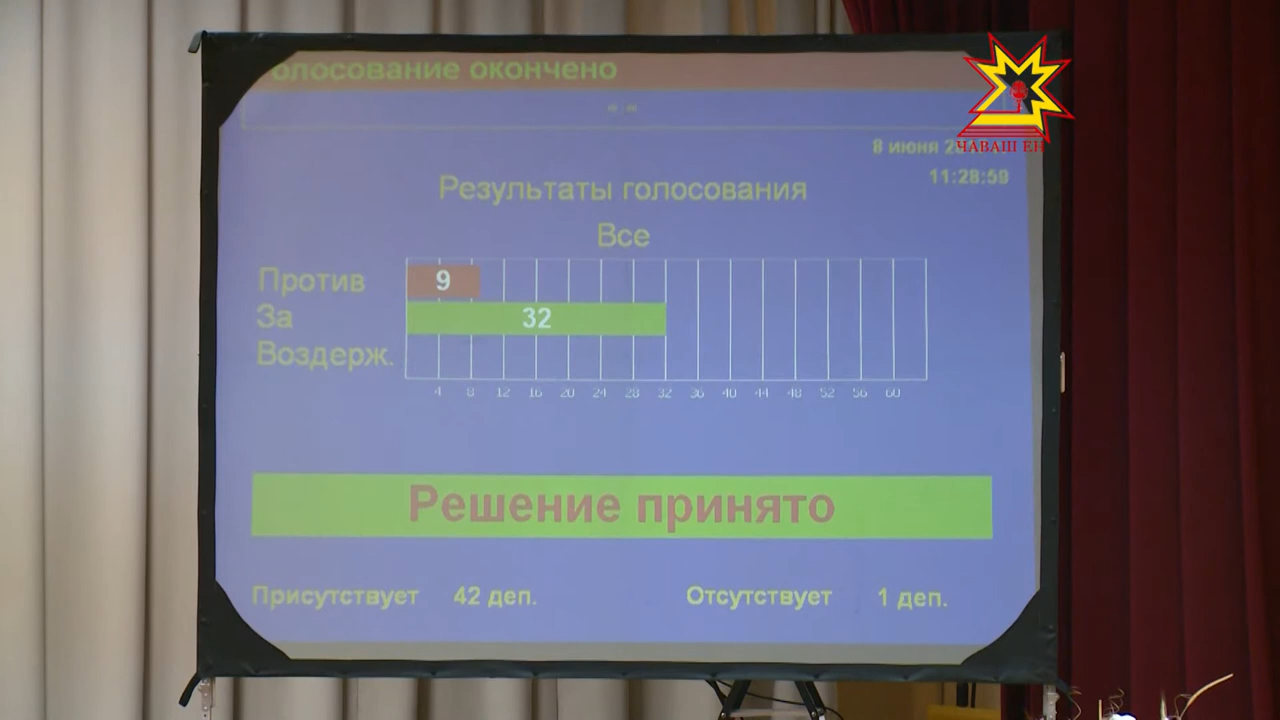 олосование окончено
8 июня
ЧӐВАШ ЕН
11:28:59
Результаты голосования
Все
Против 9
За 32
Воздерж.
4 8 12 16 20 24 28 32 36 40 44 48 52 56 60
Решение принято
Присутствует 42 деп. Отсутствует 1 деп.